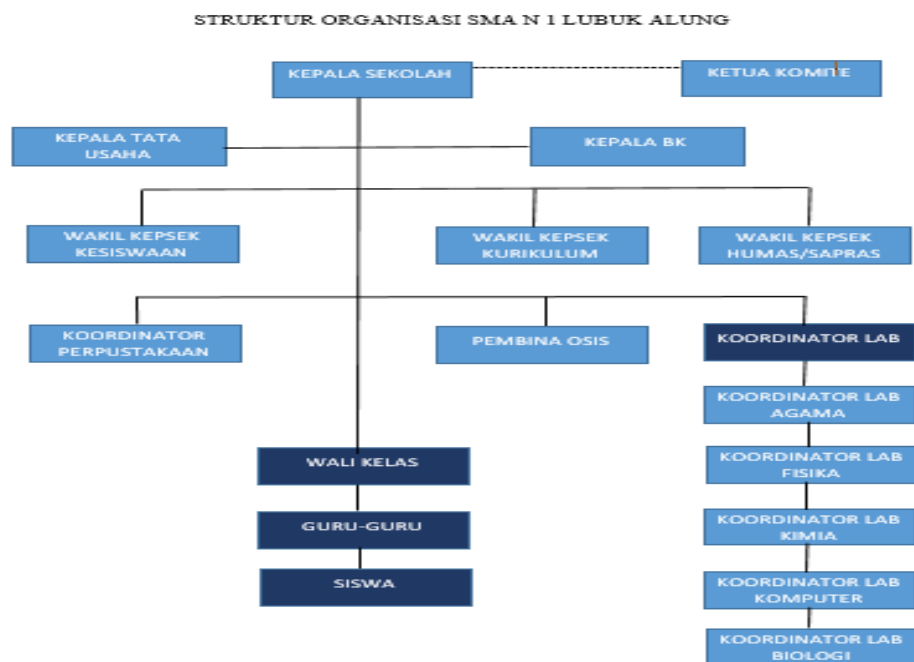 STRUKTUR ORGANISASI SMA N 1 LUBUK ALUNG
KEPALA SEKOLAH
KETUA KOMITE
KEPALA TATA
USAHA
KEPALA BK
WAKIL KEPSEK
KESISWAAN
WAKIL KEPSEK
KURIKULUM
WAKIL KEPSEK
HUMAS/SAPRAS
KOORDINATOR
PERPUSTAKAAN
PEMBINA OSIS
KOORDINATOR LAB
KOORDINATOR LAB
AGAMA
WALI KELAS
KOORDINATOR LAB
FISIKA
GURU-GURU
KOORDINATOR LAB
KIMIA
SISWA
KOORDINATOR LAB
KOMPUTER
KOORDINATOR LAB
BIOLOGI